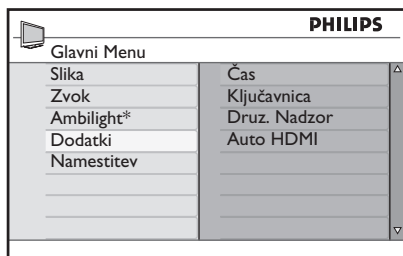 PHILIPS
Glavni Menu
Slika
Zvok
Ambilight*
Dodatki
Namestitev
Čas
Ključavnica
Druz. Nadzor
Auto HDMI